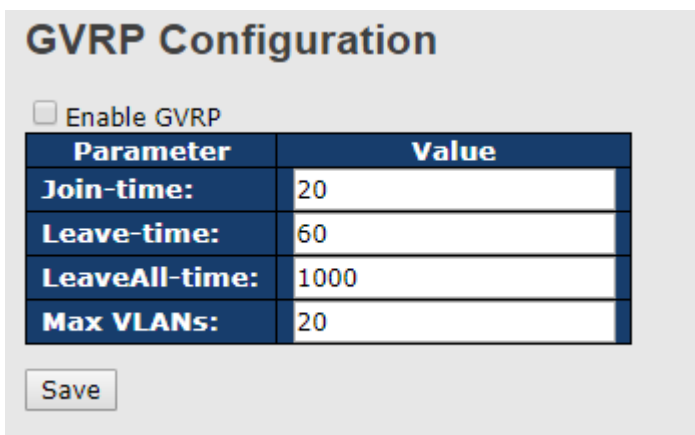 GVRP Configuration
Enable GVRP
Parameter Value
Join-time: 20
Leave-time: 60
LeaveAll-time: 1000
Max VLANs: 20
Save